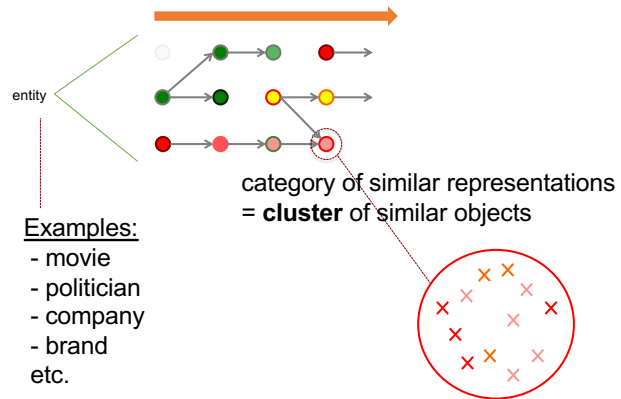 entity
category of similar representations
= cluster of similar objects
Examples:
- movie
- politician
- company
- brand
etc.